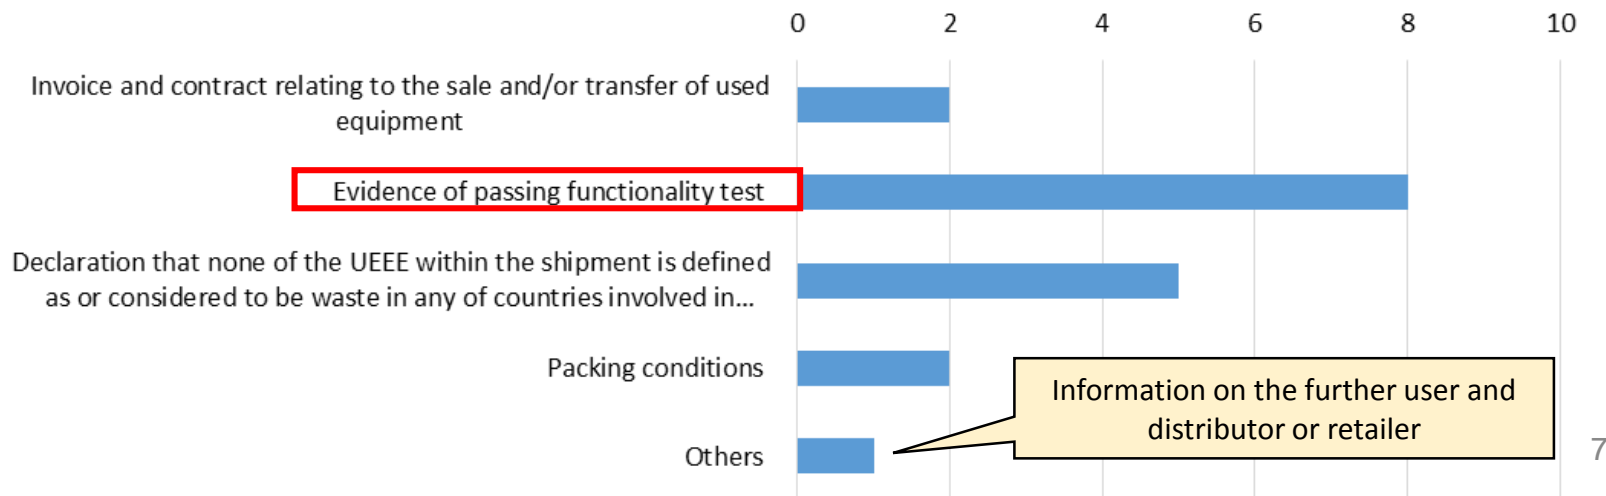 0 2 4 6 8 10
Invoice and contract relating to the sale and/or transfer of used
equipment
Evidence of passing functionality test
Declaration that none of the UEEE within the shipment is defined
as or considered to be waste in any of countries involved in...
Packing conditions
Information on the further user and
distributor or retailer
Others
7